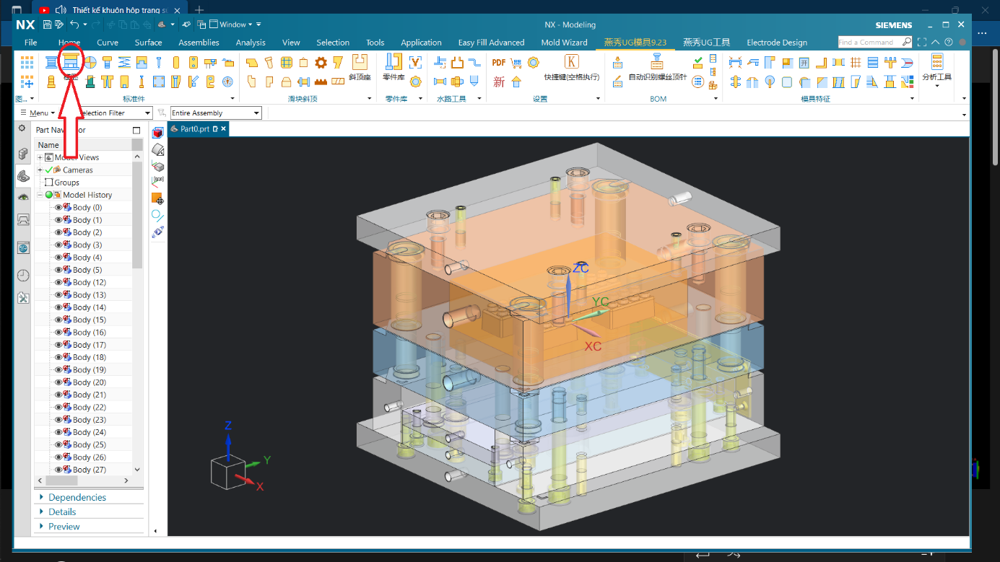 Thiết kế khuôn hộp trang sứ
NX
Window
NX - Modeling
SIEMENS
File Home Curve Surface Assemblies Analysis View Selection Tools Application Easy Fill Advanced Mold Wizard 燕秀UG模具9.23 燕秀UG工具 Electrode Design
Find a Command
斜顶座
零件库
PDF
新
快捷键(空格执行)
自动识别螺丝顶针
分析工具
图...
标准件
滑块斜顶
零件库
水路工具
设置
BOM
模具特征
Menu
election Filter
Entire Assembly
Part Nav or
Part0.prt
Name
Model Views
Cameras
Groups
Model History
Body (0)
Body (1)
Body (2)
Body (3)
Body (4)
Body (5)
Body (12)
Body (13)
Body (14)
Body (15)
Body (16)
Body (17)
Body (18)
Body (19)
Body (20)
Body (21)
Body (22)
Body (23)
Body (24)
Body (25)
Body (26)
Body (27)
Dependencies
Details
Preview
ZC
YC
XC
Z
Y
X